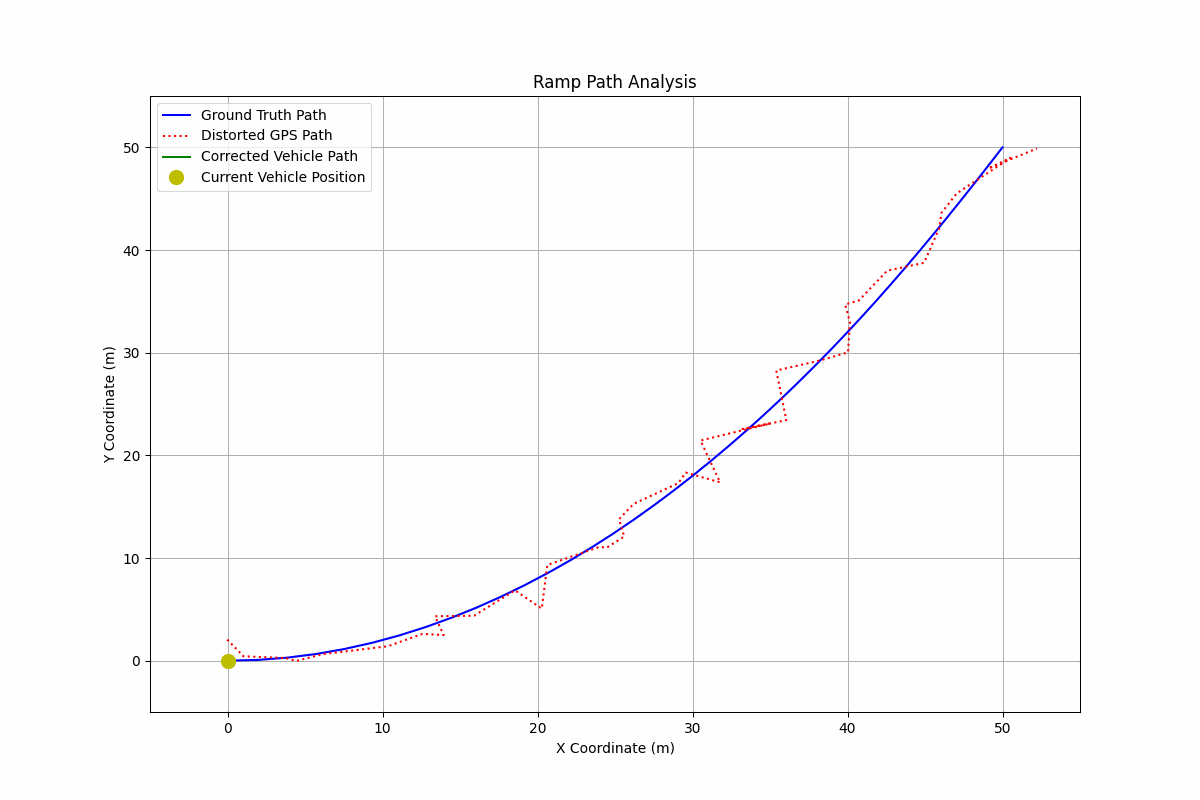 Ramp Path Analysis
Ground Truth Path
Distorted GPS Path
Corrected Vehicle Path
Current Vehicle Position
50
40
30
20
10
0
Y Coordinate (m)
0 10 20 30 40 50
X Coordinate (m)